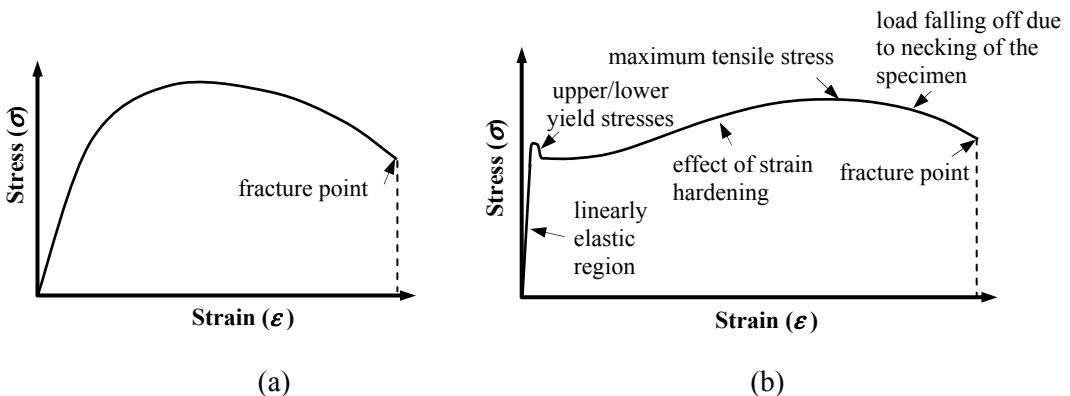 Stress (σ)
fracture point
Strain (ε)
(a)
Stress (σ)
upper/lower
yield stresses
maximum tensile stress
load falling off due
to necking of the
specimen
effect of strain
hardening
fracture point
linearly
elastic
region
Strain (ε)
(b)